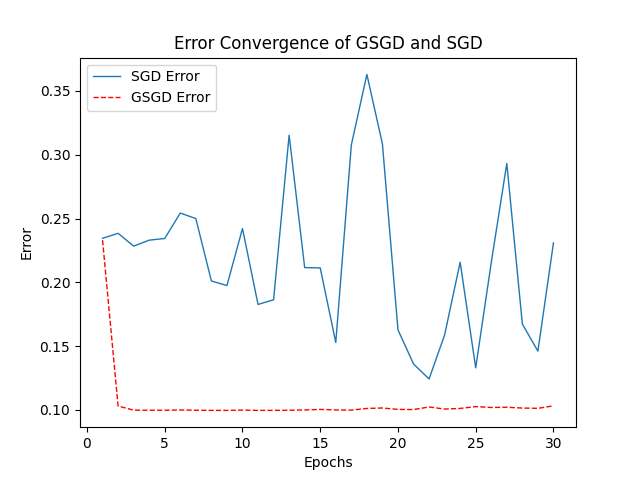 Error Convergence of GSGD and SGD
SGD Error
GSGD Error
0.35
0.30
0.25
0.20
0.15
0.10
Error
0 5 10 15 20 25 30
Epochs